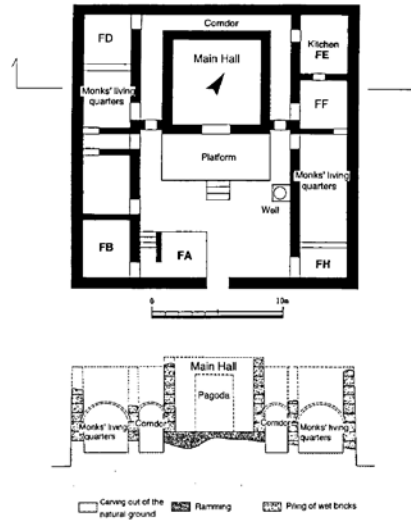 Corridor
FD
Kitchen
FE
Main Hall
Monks' living
quarters
FF
Platform
Monks' living
quarters
Well
FB
FA
FH
0
10m
Main Hall
Pagoda
Monks' living
quarters
Corridor
Corridor
Monks' living
quarters
Carving out of the
natural ground
Ramming
Piring of wet bricks